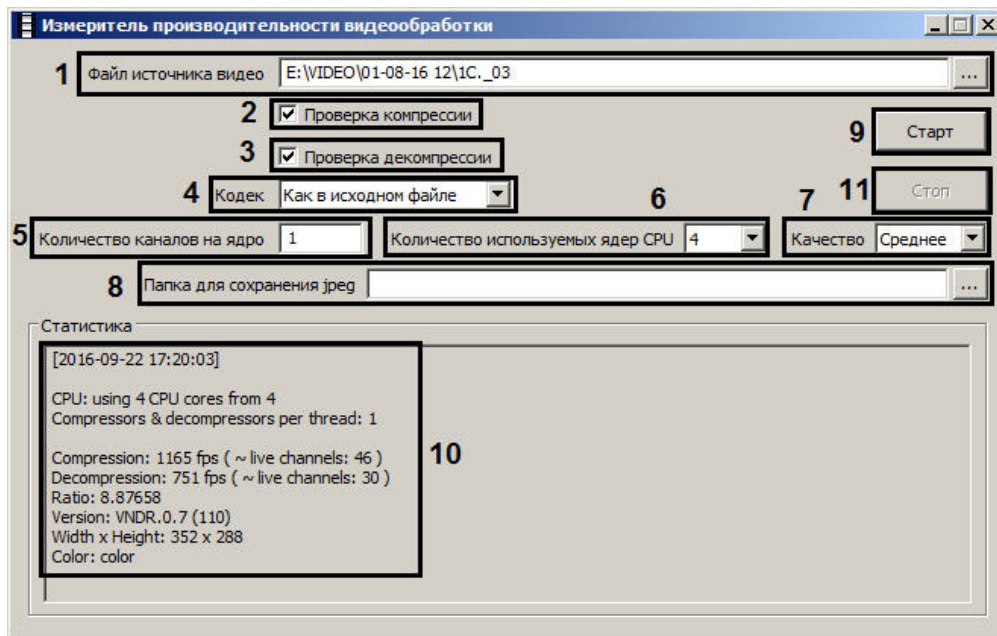 Измеритель производительности видеообработки
1 Файл источника видео E:\VIDEO\01-08-16 12\1C._03 ...
2 Проверка компрессии
9 Старт
3 Проверка декомпрессии
4 Кодек Как в исходном файле
6
7
11 Стоп
5 Количество каналов на ядро 1
Количество используемых ядер CPU 4
Качество Среднее
8 Папка для сохранения jpeg ...
Статистика
[2016-09-22 17:20:03]
CPU: using 4 CPU cores from 4
Compressors & decompressors per thread: 1
Compression: 1165 fps ( ~ live channels: 46 )
10
Decompression: 751 fps ( ~ live channels: 30 )
Ratio: 8.87658
Version: VNDR.0.7 (110)
Width x Height: 352 x 288
Color: color